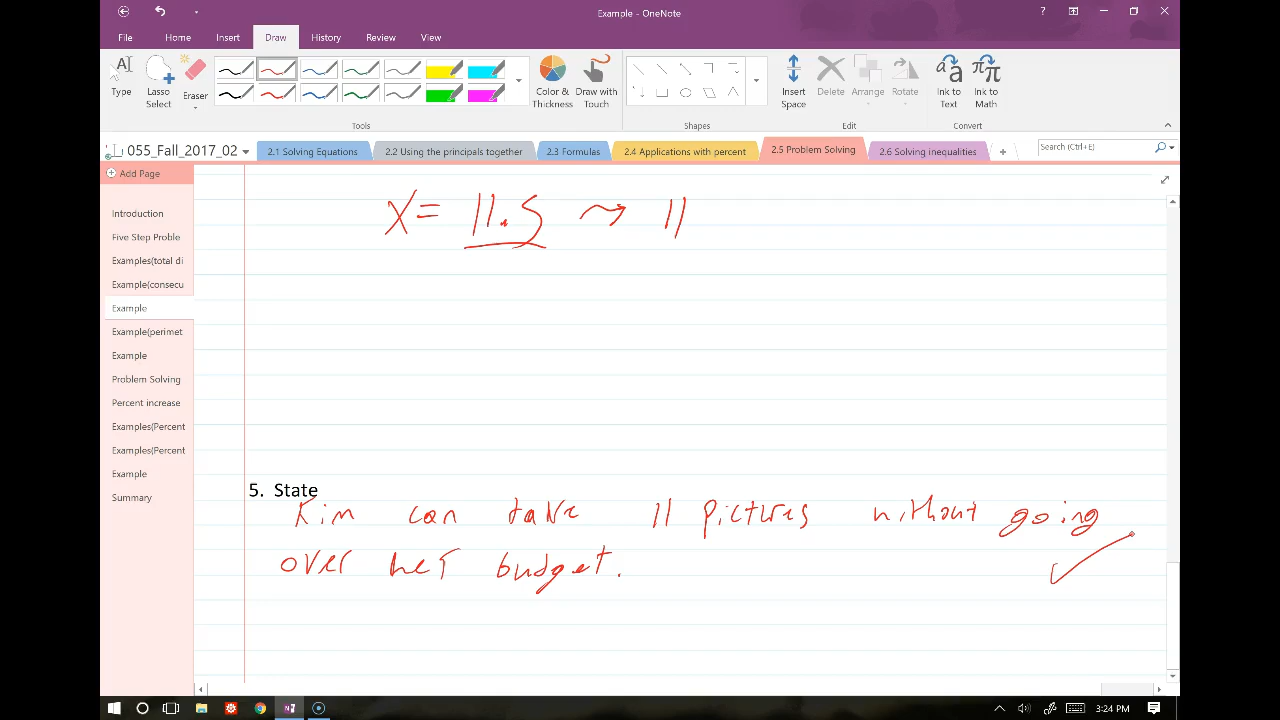 Example - OneNote
File Home Insert Draw History Review View
Type
Lasso Select
Eraser
Color & Thickness
Draw with Touch
Insert Space
Delete
Arrange
Rotate
Ink to Text
Ink to Math
Tools
Shapes
Edit
Convert
055_Fall_2017_02
2.1 Solving Equations
2.2 Using the principals together
2.3 Formulas
2.4 Applications with percent
2.5 Problem Solving
2.6 Solving inequalities
Search (Ctrl+E)
Add Page
Introduction
Five Step Proble
Examples(total di
Examples(consecu
Example
Example(perimet
Example
Problem Solving
Percent increase
Examples(Percent
Examples(Percent
Example
Summary
x = 11.5 ⇝ 11
5. State
Kim can take 11 pictures without going
over her budget.
3:24 PM